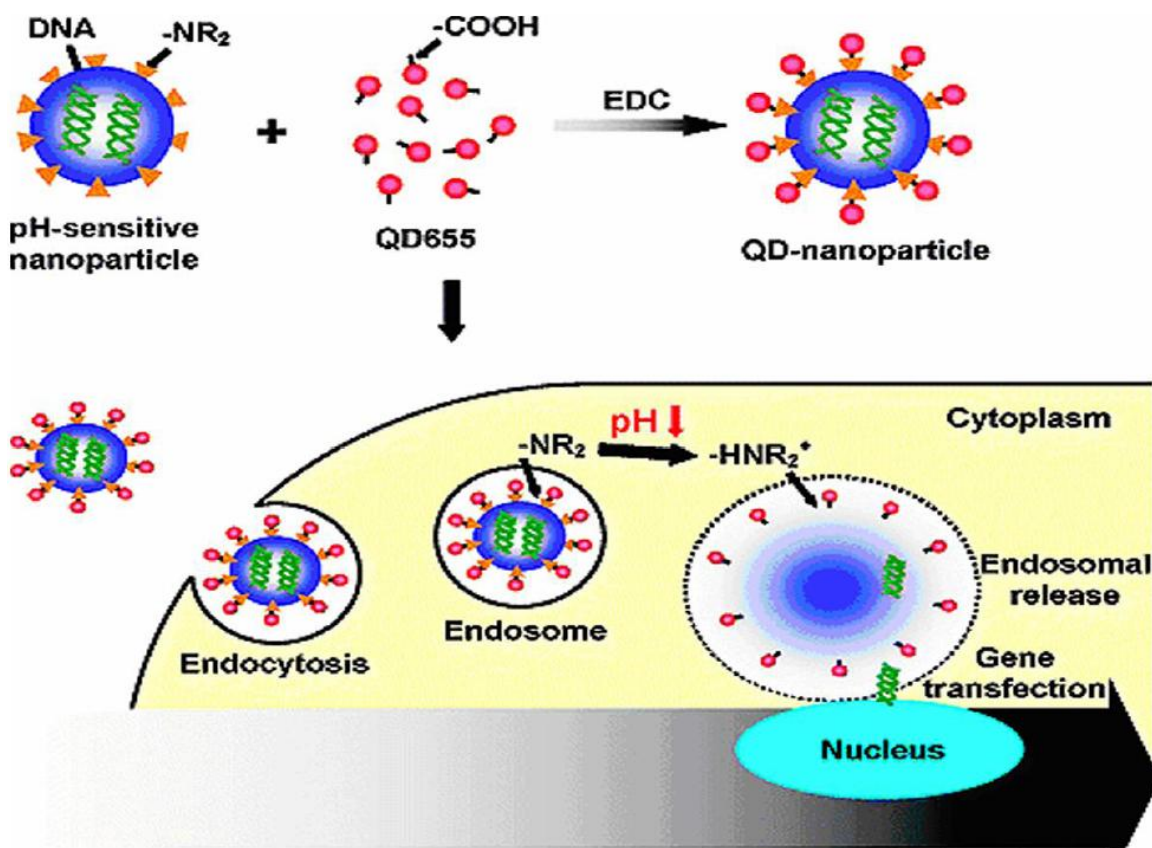 DNA
-NR₂
-COOH
EDC
+
pH-sensitive
nanoparticle
QD655
QD-nanoparticle
Cytoplasm
pH
-NR₂
-HNR₂⁺
Endosomal
release
Endosome
Endocytosis
Gene
transfection
Nucleus